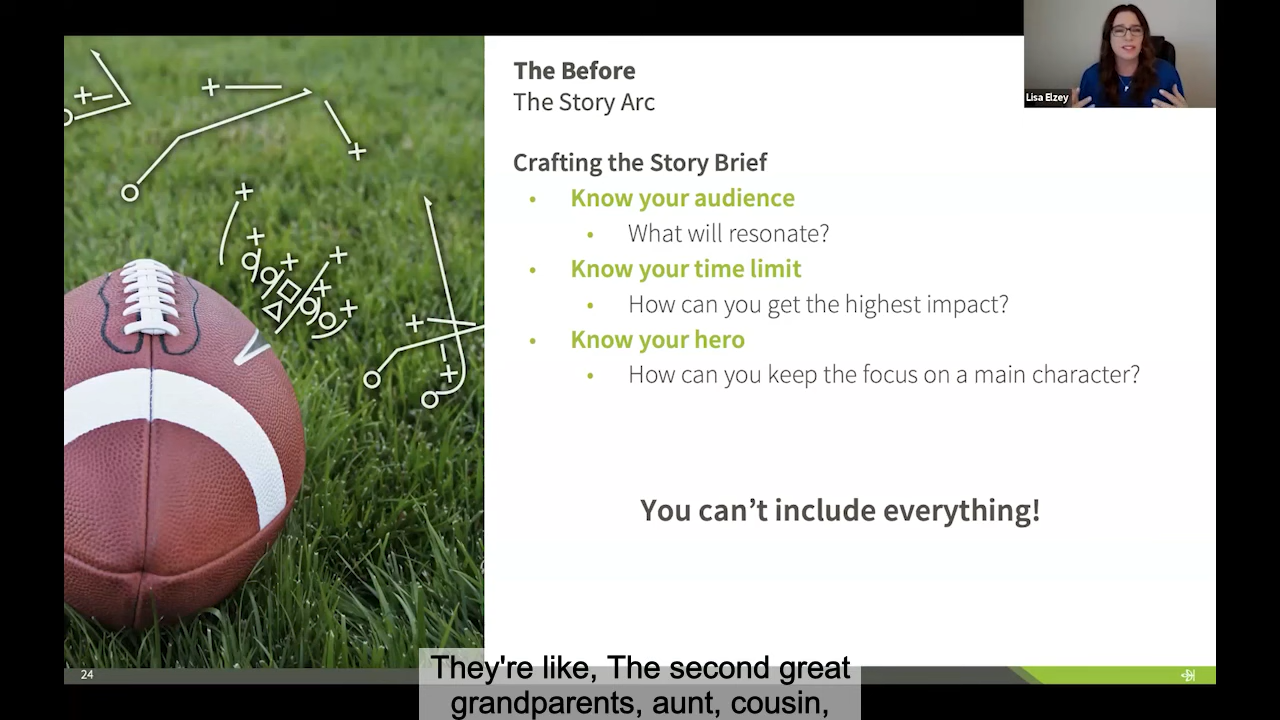 The Before
The Story Arc
Crafting the Story Brief
• Know your audience
• What will resonate?
• Know your time limit
• How can you get the highest impact?
• Know your hero
• How can you keep the focus on a main character?
You can't include everything!
Lisa Elzey
24
They're like, The second great
grandparents, aunt, cousin,